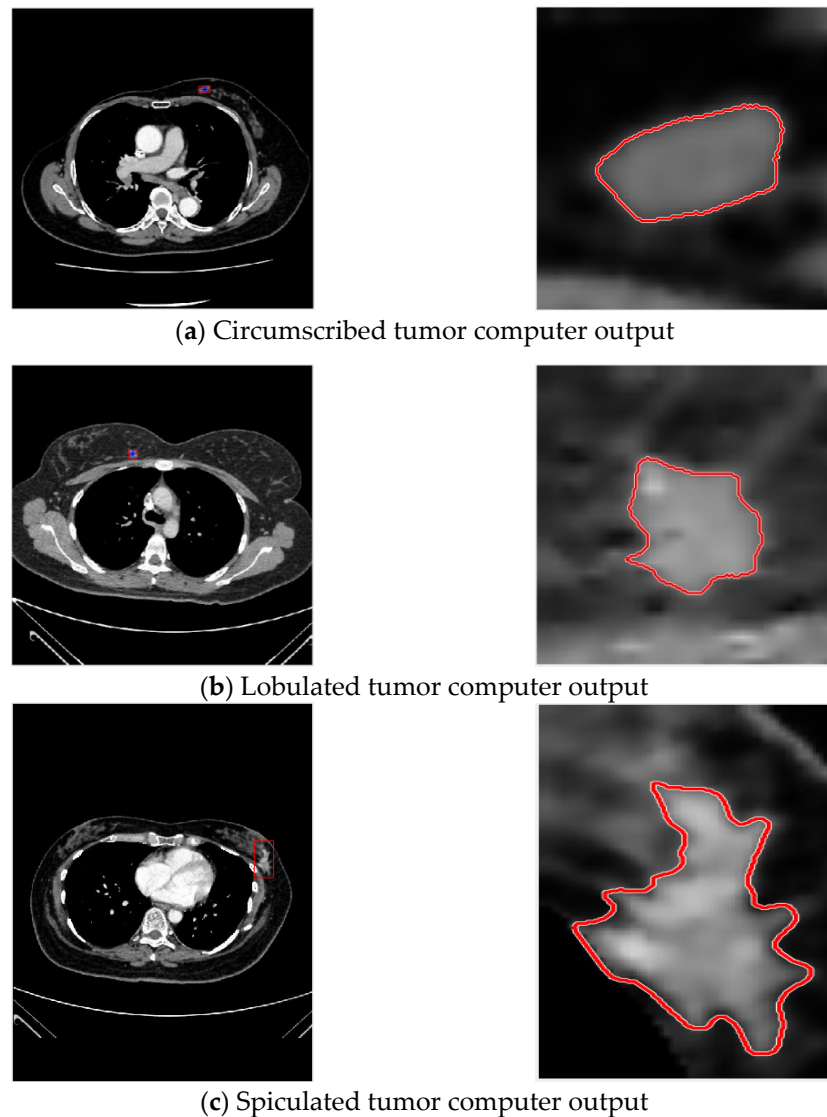 (a) Circumscribed tumor computer output
(b) Lobulated tumor computer output
(c) Spiculated tumor computer output